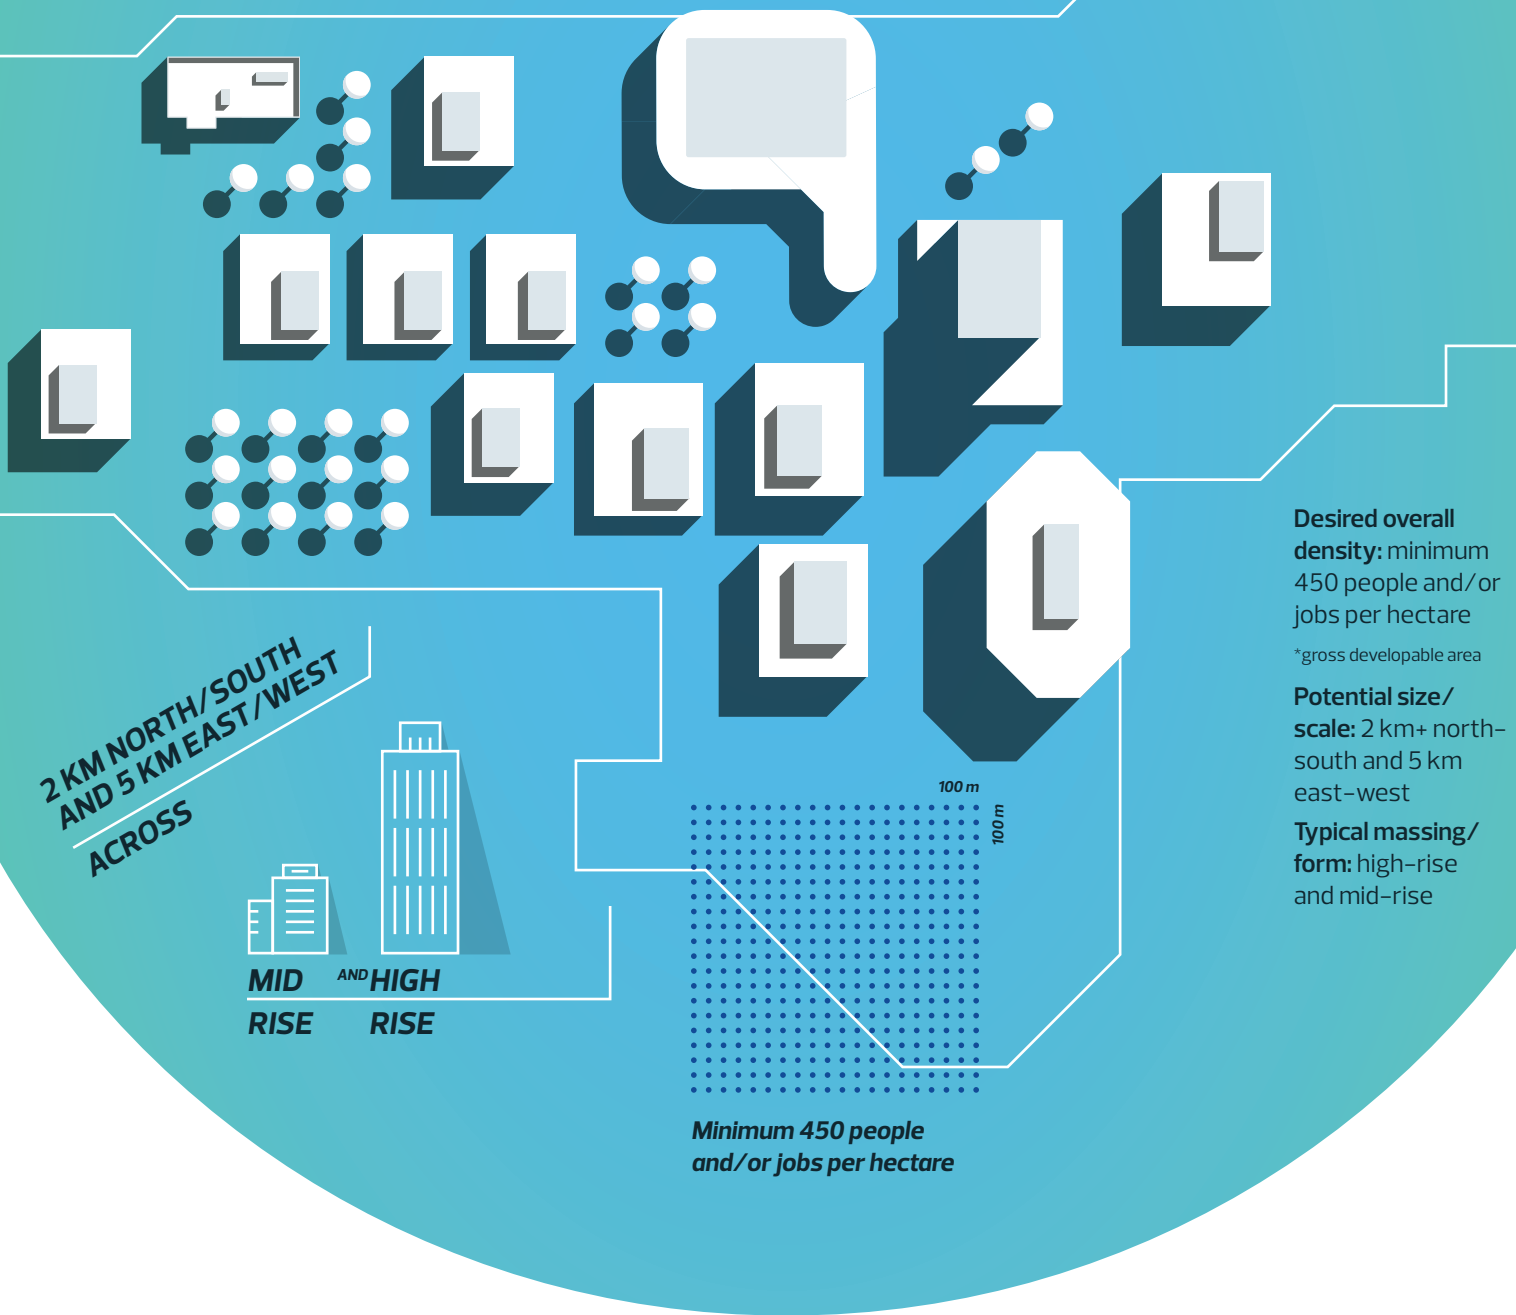 Desired overall
density: minimum
450 people and/or
jobs per hectare
*gross developable area
Potential size/
scale: 2 km+ north-
south and 5 km
east-west
Typical massing/
form: high-rise
and mid-rise
2 KM NORTH/SOUTH
AND 5 KM EAST/WEST
ACROSS
MID AND HIGH
RISE RISE
100 m
100 m
Minimum 450 people
and/or jobs per hectare